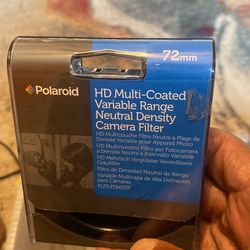 72mm
Polaroid
HD Multi-Coated
Variable Range
Neutral Density
Camera Filter
HD Multicouche Filtre Neutre à Plage de
Densité Variable pour Appareil Photo
HD Multirivestito Filtro per Fotocamera
a Densità Neutra a Intervallo Variabile
HD Mehrfach Vergüteter Verstellbarer
Graufilter
Filtro de Densidad Neutral de Rango
Variable Multicapa de Alta Definición
para Cámaras